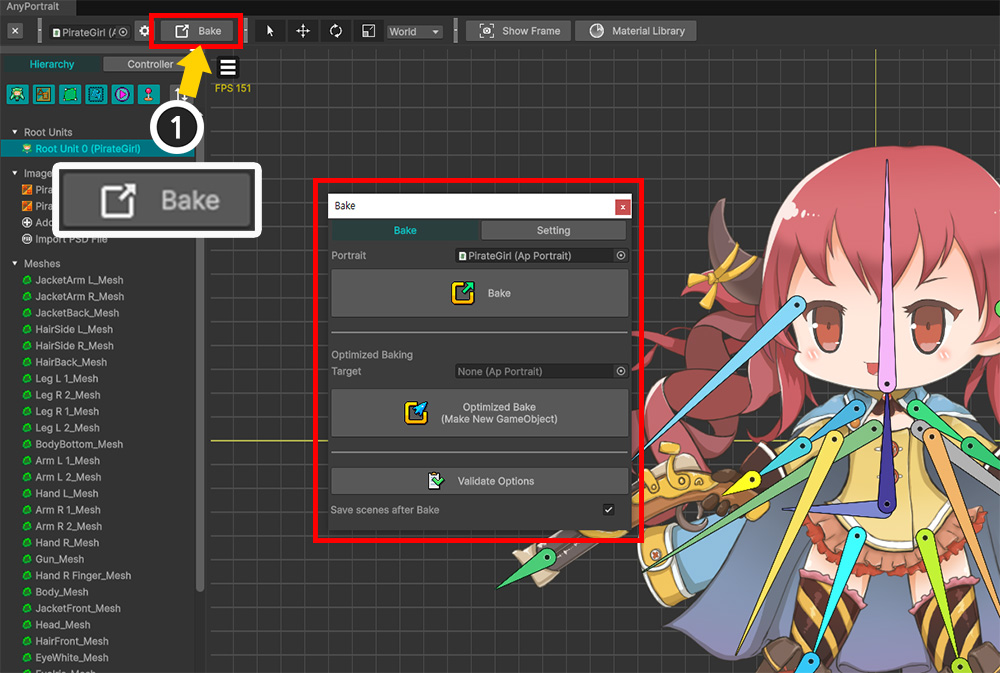 AnyPortrait
PirateGirl (A
Bake
World
Show Frame
Material Library
Hierarchy
Controller
FPS 151
1
Root Units
Root Unit 0 (PirateGirl)
Bake
Import PSD File
Meshes
JacketArm L_Mesh
JacketArm R_Mesh
JacketBack_Mesh
HairSide L_Mesh
HairSide R_Mesh
HairBack_Mesh
Leg L 1_Mesh
Leg R 2_Mesh
Leg R 1_Mesh
Leg L 2_Mesh
BodyBottom_Mesh
Arm L 1_Mesh
Arm L 2_Mesh
Hand L_Mesh
Arm R 1_Mesh
Arm R 2_Mesh
Hand R_Mesh
Gun_Mesh
Hand R Finger_Mesh
Body_Mesh
JacketFront_Mesh
Head_Mesh
HairFront_Mesh
EyeWhite_Mesh
Bake
Bake
Setting
Portrait
PirateGirl (Ap Portrait)
Bake
Optimized Baking
Target
None (Ap Portrait)
Optimized Bake
(Make New GameObject)
Validate Options
Save scenes after Bake